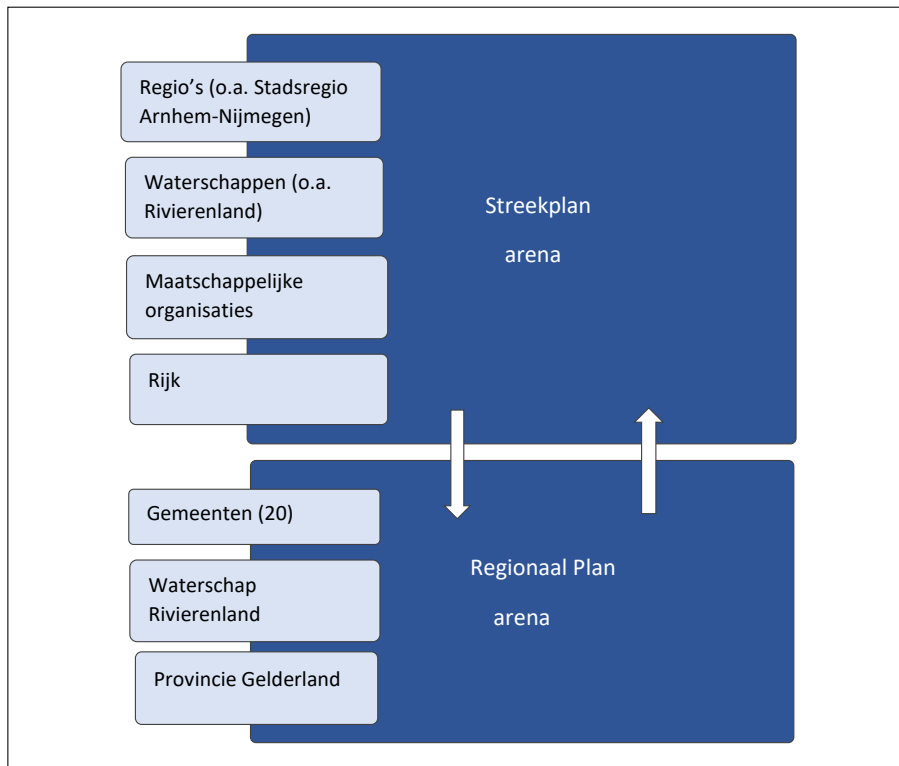 Regio’s (o.a. Stadsregio
Arnhem-Nijmegen)
Waterschappen (o.a.
Rivierenland)
Maatschappelijke
organisaties
Rijk
Streekplan
arena
Gemeenten (20)
Waterschap
Rivierenland
Provincie Gelderland
Regionaal Plan
arena